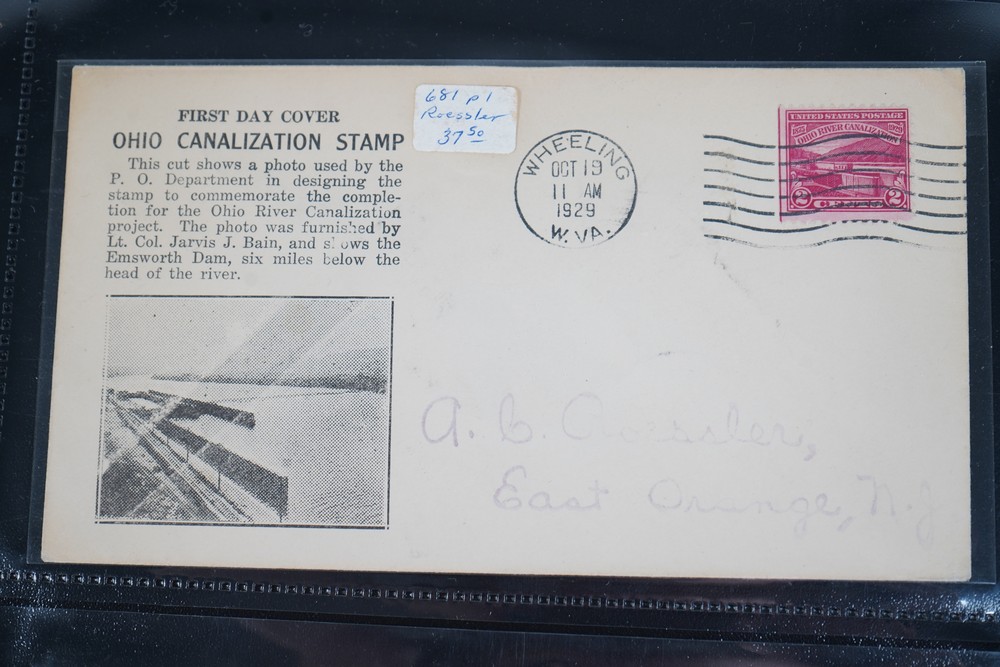 FIRST DAY COVER
OHIO CANALIZATION STAMP
This cut shows a photo used by the
P. O. Department in designing the
stamp to commemorate the comple-
tion for the Ohio River Canalization
project. The photo was furnished by
Lt. Col. Jarvis J. Bain, and shows the
Emsworth Dam, six miles below the
head of the river.
681 p1
Roessler
37 50
WHEELING
OCT 19
11 AM
1929
W. VA.
UNITED STATES POSTAGE
OHIO RIVER CANALIZATION
2 CENTS 2
A. C. Roessler,
East Orange, N.J